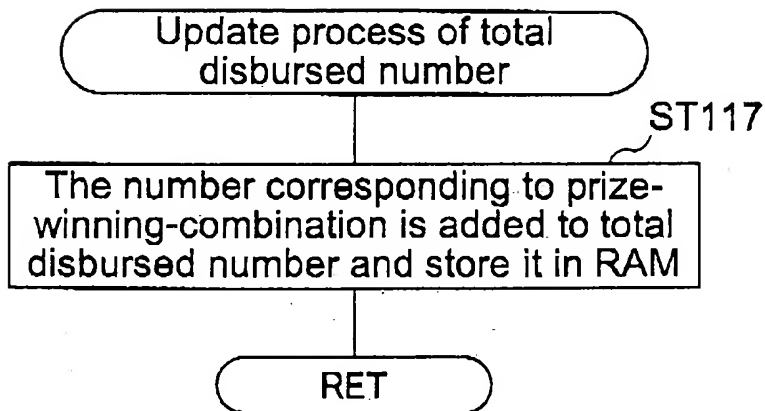 Update process of total
disbursed number
ST117
The number corresponding to prize-
winning-combination is added to total
disbursed number and store it in RAM
RET